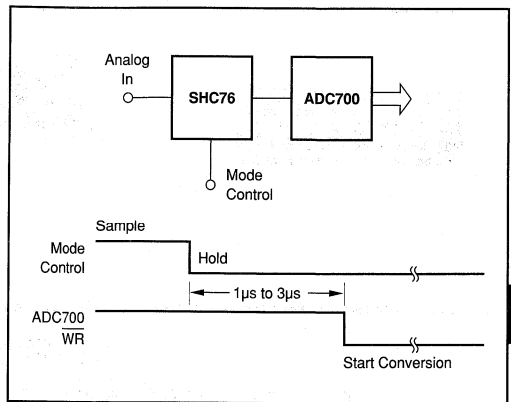 Analog
In
SHC76
ADC700
Mode
Control
Sample
Mode
Control
Hold
1µs to 3µs
ADC700
WR
Start Conversion